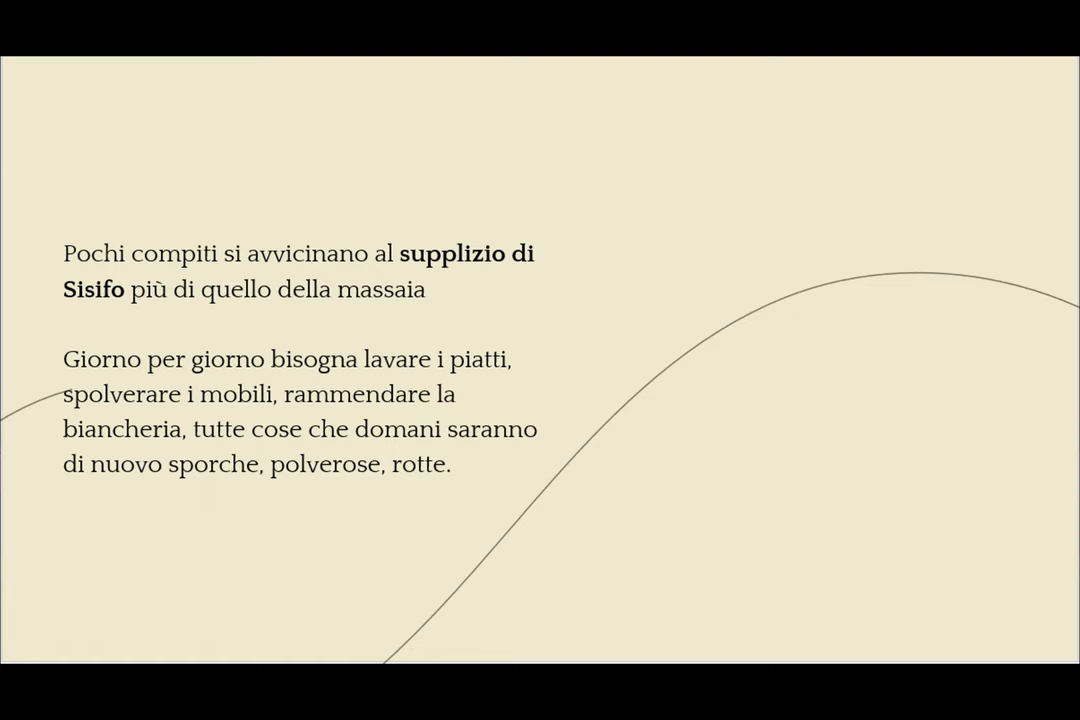 Pochi compiti si avvicinano al supplizio di
Sisifo più di quello della massaia
Giorno per giorno bisogna lavare i piatti,
spolverare i mobili, rammendare la
biancheria, tutte cose che domani saranno
di nuovo sporche, polverose, rotte.